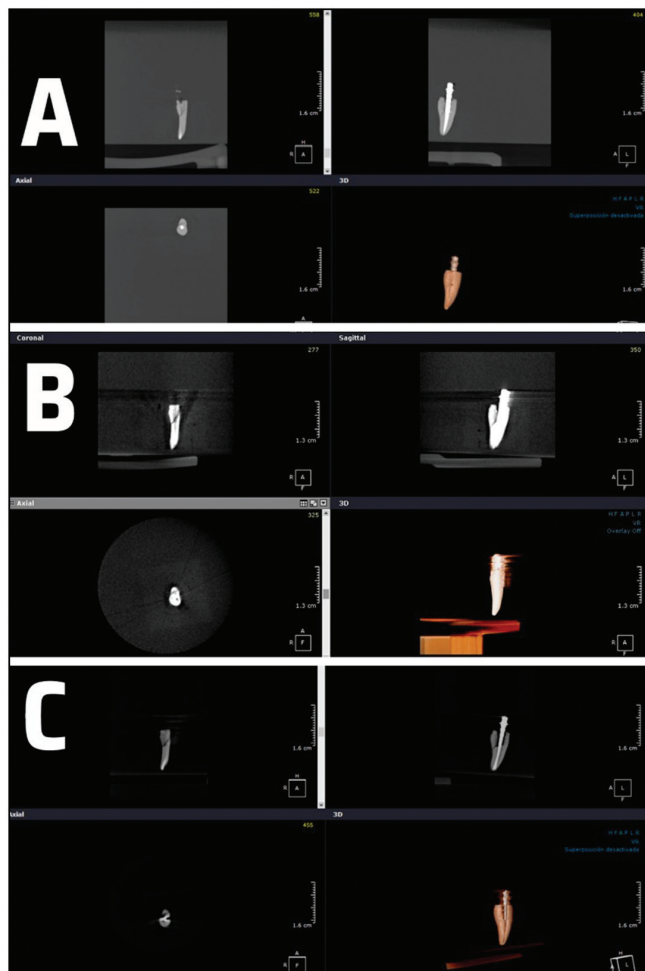 A
558
404
1.6 cm
1.6 cm
H
R A
A L
F
Axial
3D
522
H F A P L R
VR
Superposición desactivada
1.6 cm
1.6 cm
A
B
Coronal
Sagittal
277
350
1.3 cm
1.3 cm
R A
F
A L
F
Axial
3D
325
H F A P L R
VR
Overlay Off
1.3 cm
1.3 cm
A
R F
R A
F
C
1.6 cm
1.6 cm
H
R A
A L
F
Axial
3D
495
H F A P L R
VR
Superposición desactivada
1.6 cm
1.6 cm
A
R F
H
L